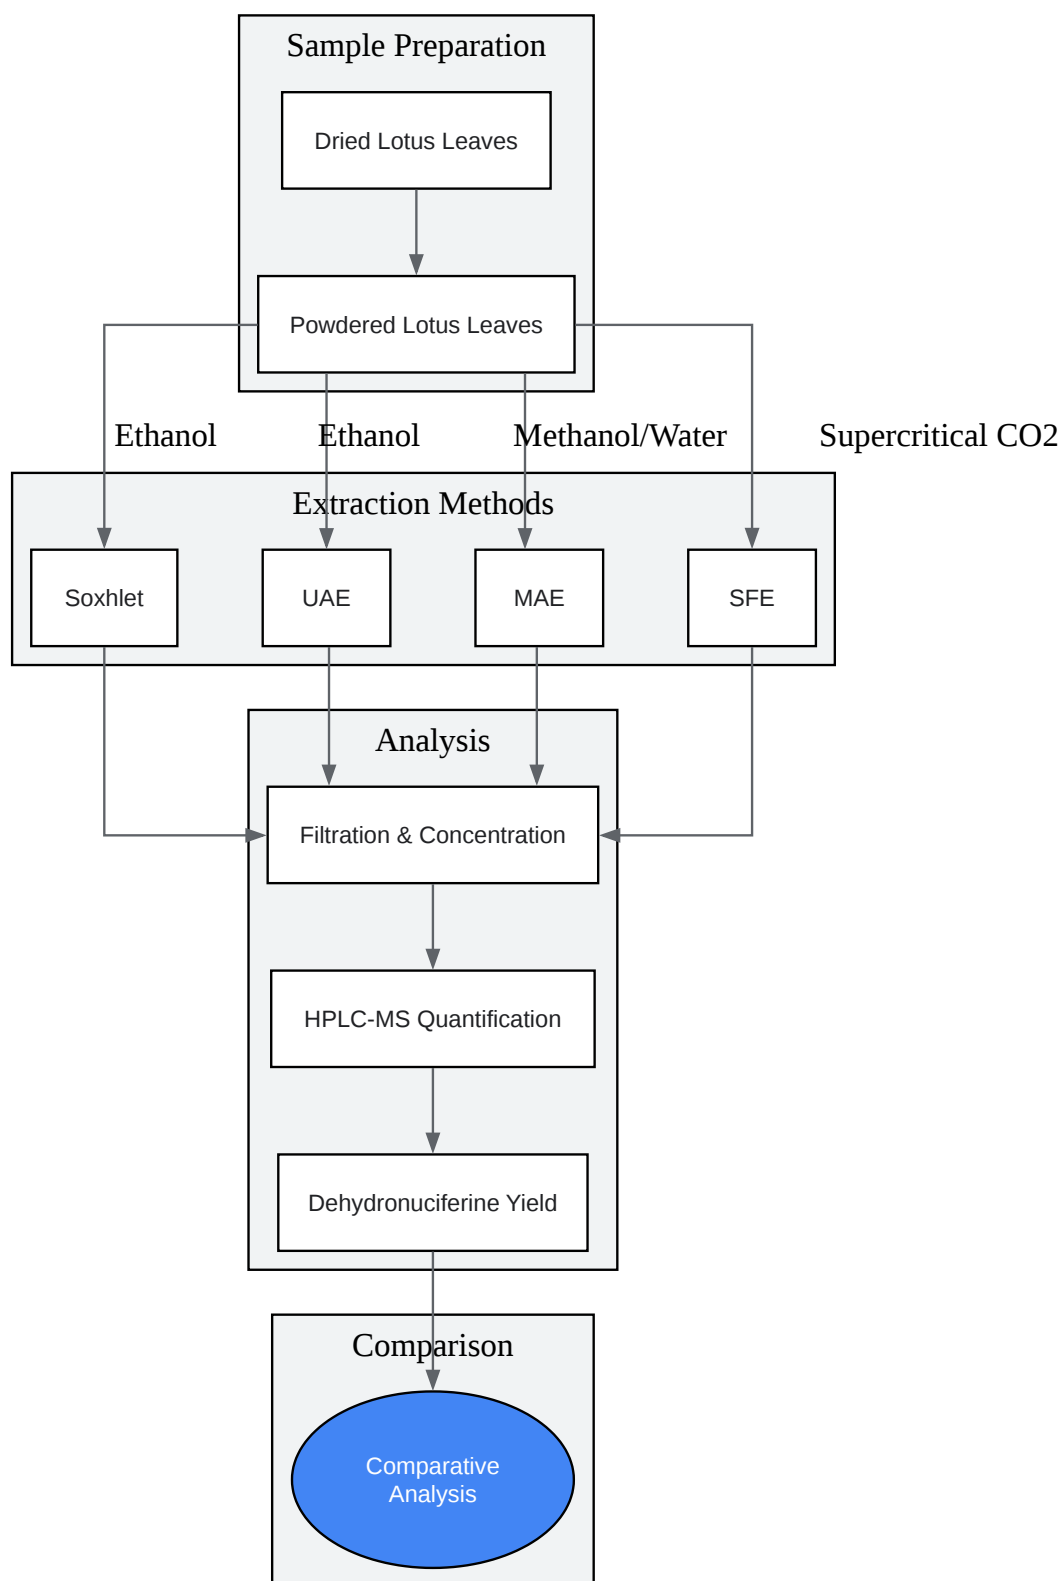 Sample Preparation
Dried Lotus Leaves
Powdered Lotus Leaves
Ethanol
Ethanol
Methanol/Water
Supercritical CO2
Extraction Methods
Soxhlet
UAE
MAE
SFE
Analysis
Filtration & Concentration
HPLC-MS Quantification
Dehydronuciferine Yield
Comparison
Comparative
Analysis